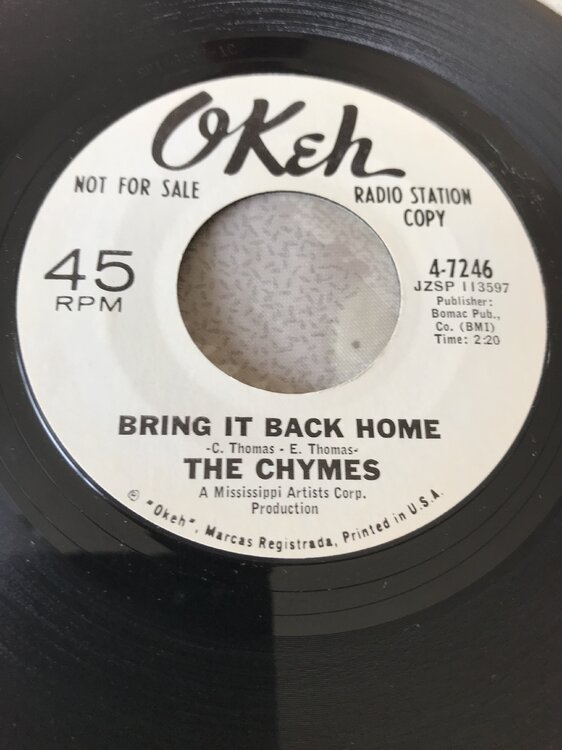 OKeh
NOT FOR SALE
RADIO STATION
COPY
45
RPM
4-7246
JZSP 113597
Publisher:
Bomac Pub.,
Co. (BMI)
Time: 2:20
BRING IT BACK HOME
-C. Thomas - E. Thomas-
THE CHYMES
A Mississippi Artists Corp.
Production
© "Okeh", Marcas Registrada, Printed in U.S.A.